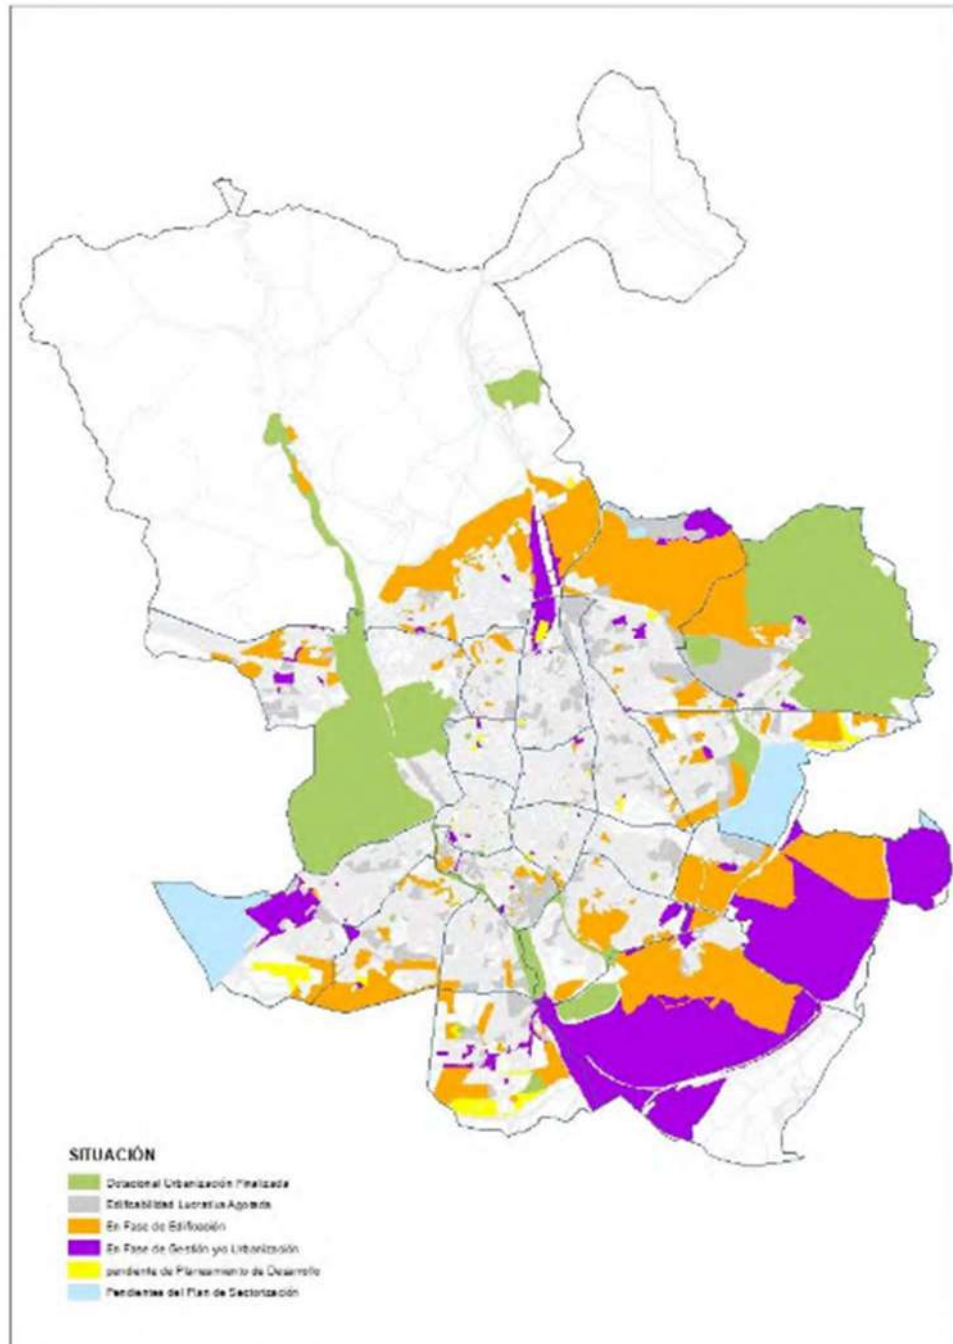 SITUACIÓN
Dotacional Urbanización Finalizada
Edificabilidad Lucrativa Agotada
En Fase de Edificación
En Fase de Gestión y/o Urbanización
pendiente de Planeamiento de Desarrollo
Pendientes del Plan de Sectorización